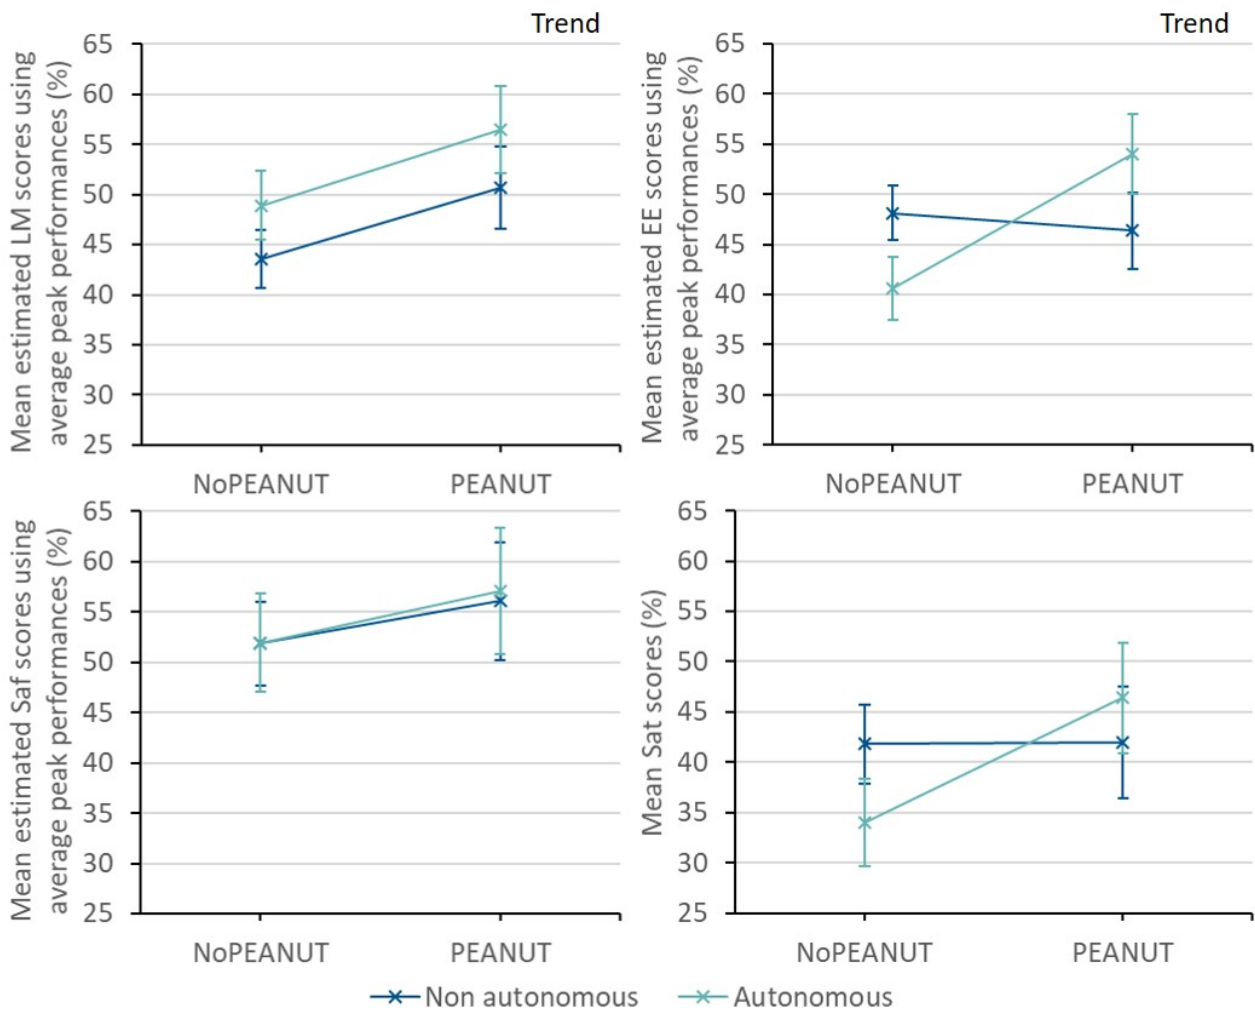 Trend
Mean estimated LM scores using
average peak performances (%)
65
60
55
50
45
40
35
30
25
NoPEANUT PEANUT
Trend
Mean estimated EE scores using
average peak performances (%)
65
60
55
50
45
40
35
30
25
NoPEANUT PEANUT
Mean estimated Saf scores using
average peak performances (%)
65
60
55
50
45
40
35
30
25
NoPEANUT PEANUT
Mean Sat scores (%)
65
60
55
50
45
40
35
30
25
NoPEANUT PEANUT
Non autonomous Autonomous